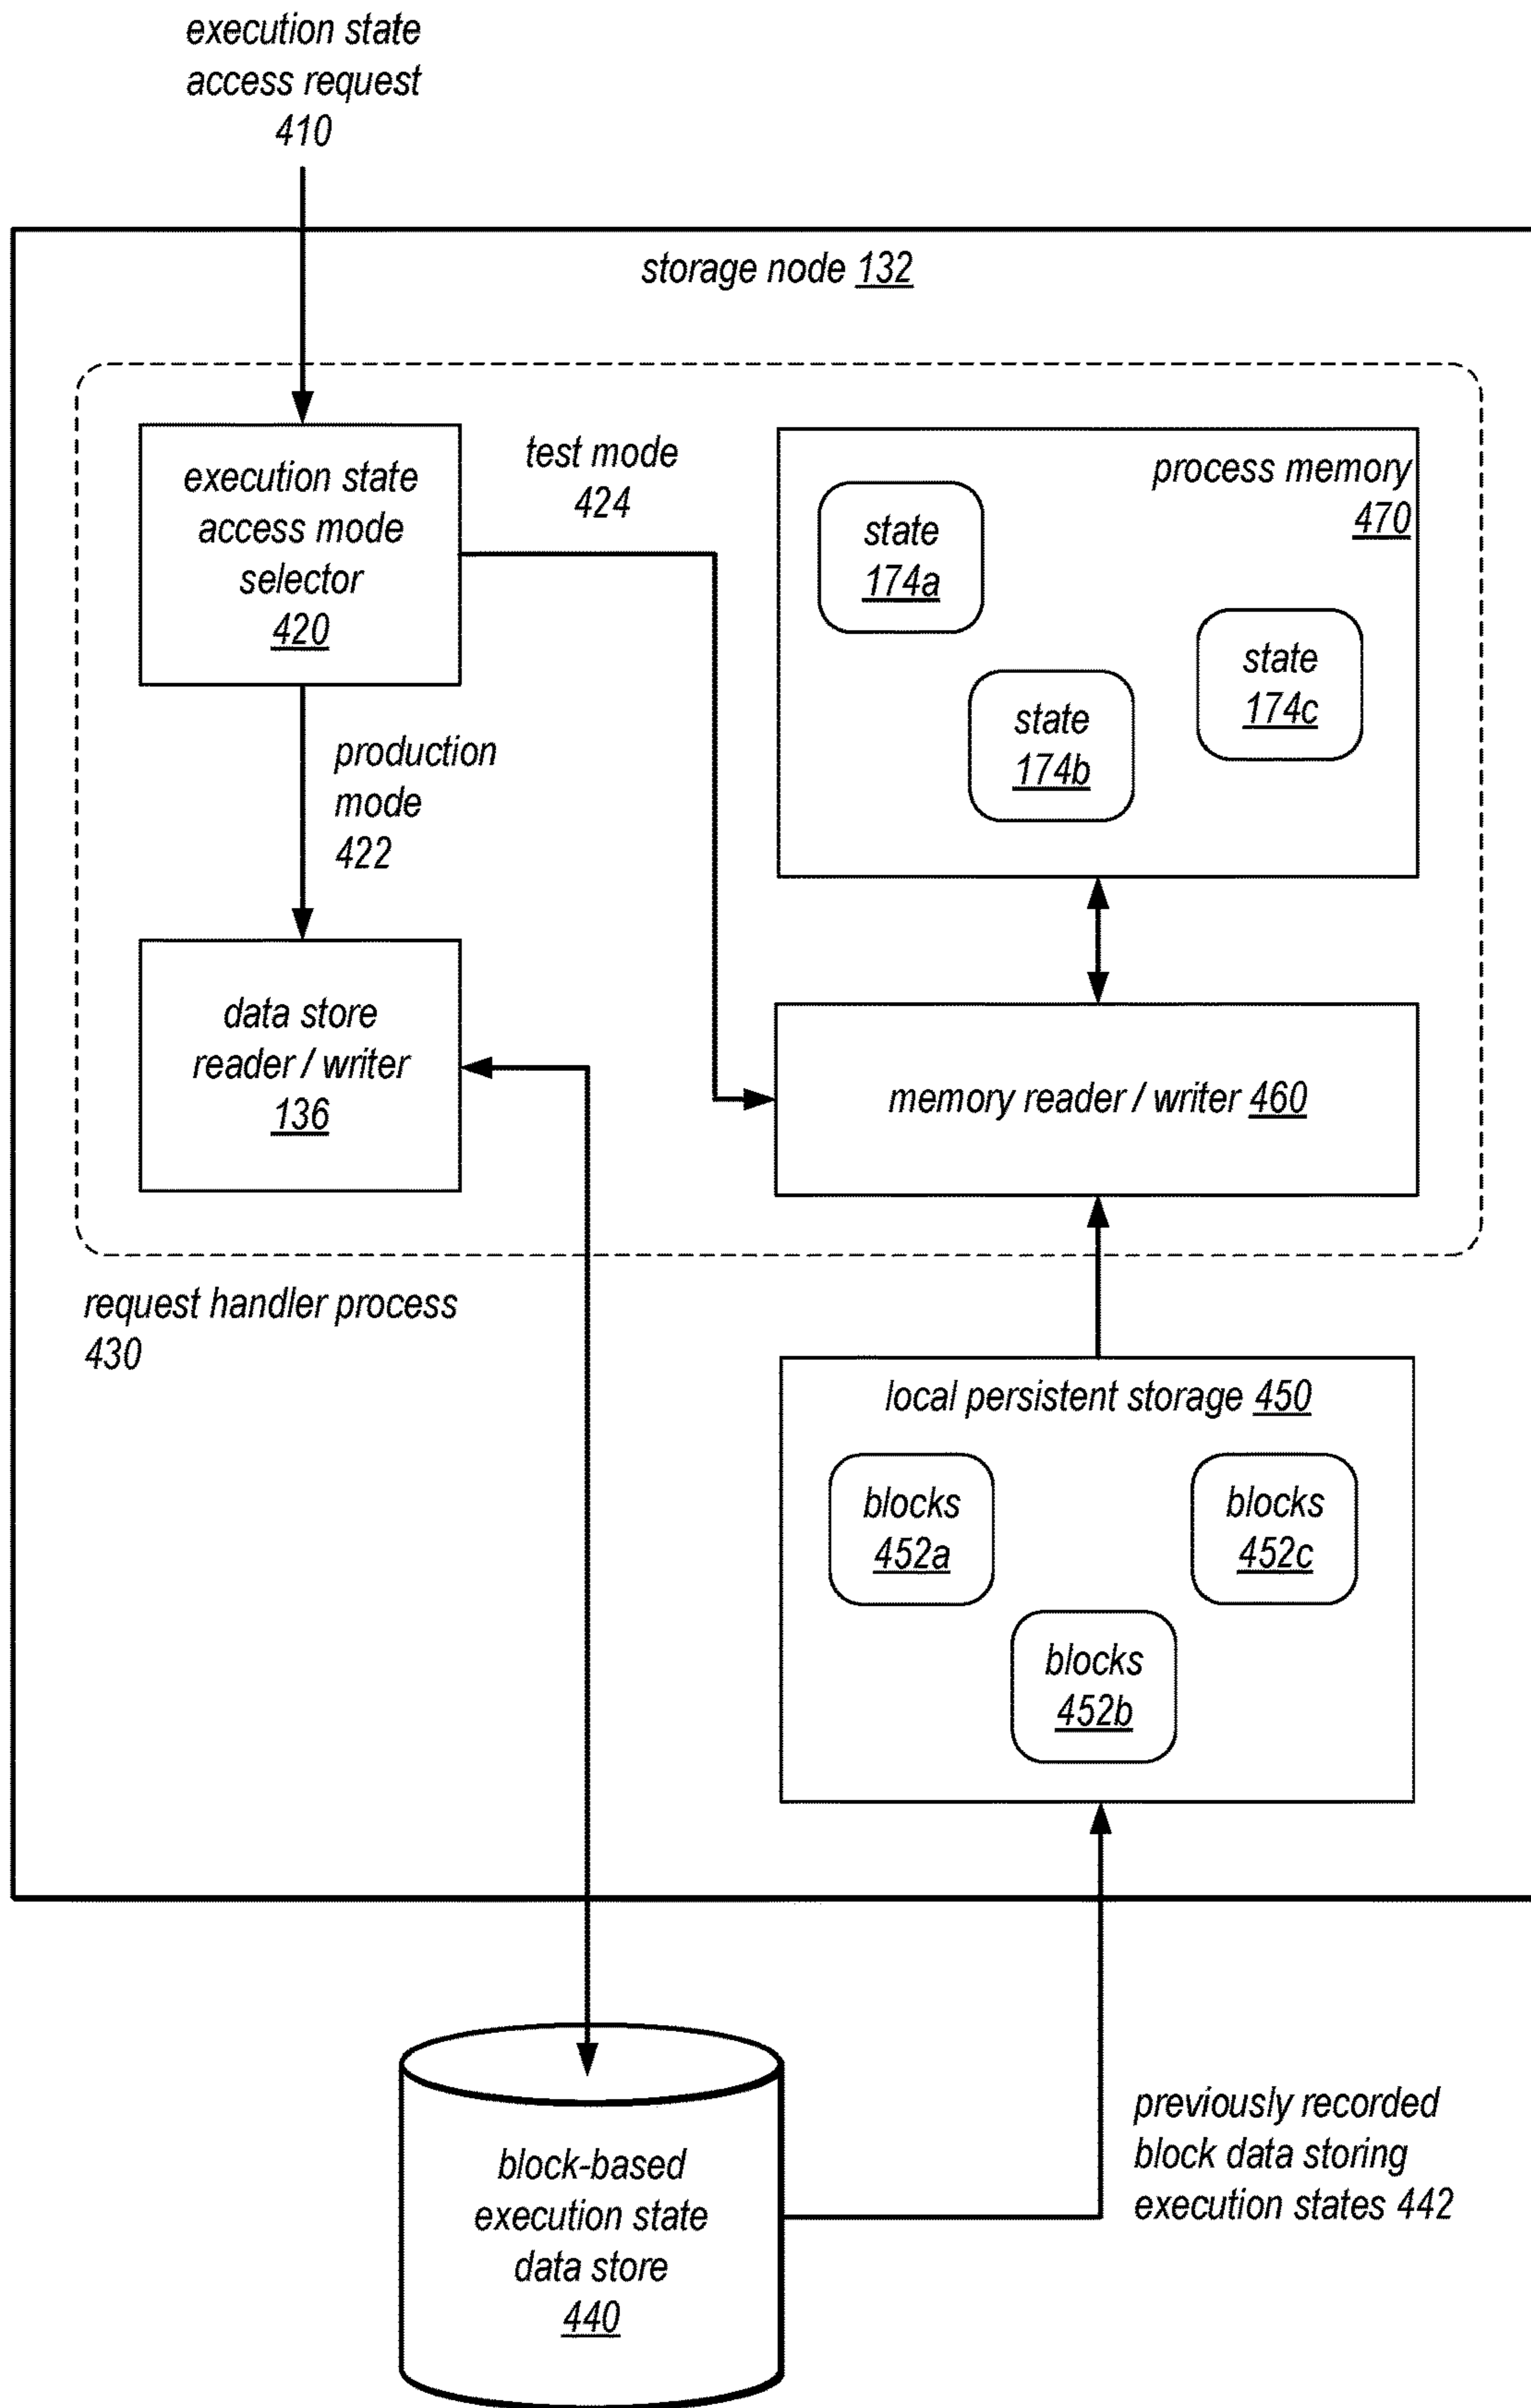 execution state
access request
410
storage node 132
execution state
access mode
selector
420
test mode
424
process memory
470
state
174a
state
174b
state
174c
production
mode
422
data store
reader / writer
136
memory reader / writer 460
request handler process
430
local persistent storage 450
blocks
452a
blocks
452c
blocks
452b
block-based
execution state
data store
440
previously recorded
block data storing
execution states 442